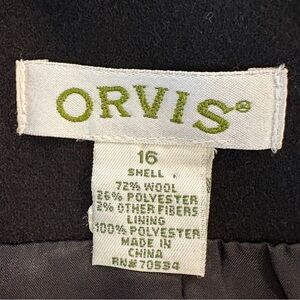 ORVIS®
16
SHELL
72% WOOL
26% POLYESTER
2% OTHER FIBERS
LINING
100% POLYESTER
MADE IN
CHINA
RN#70534